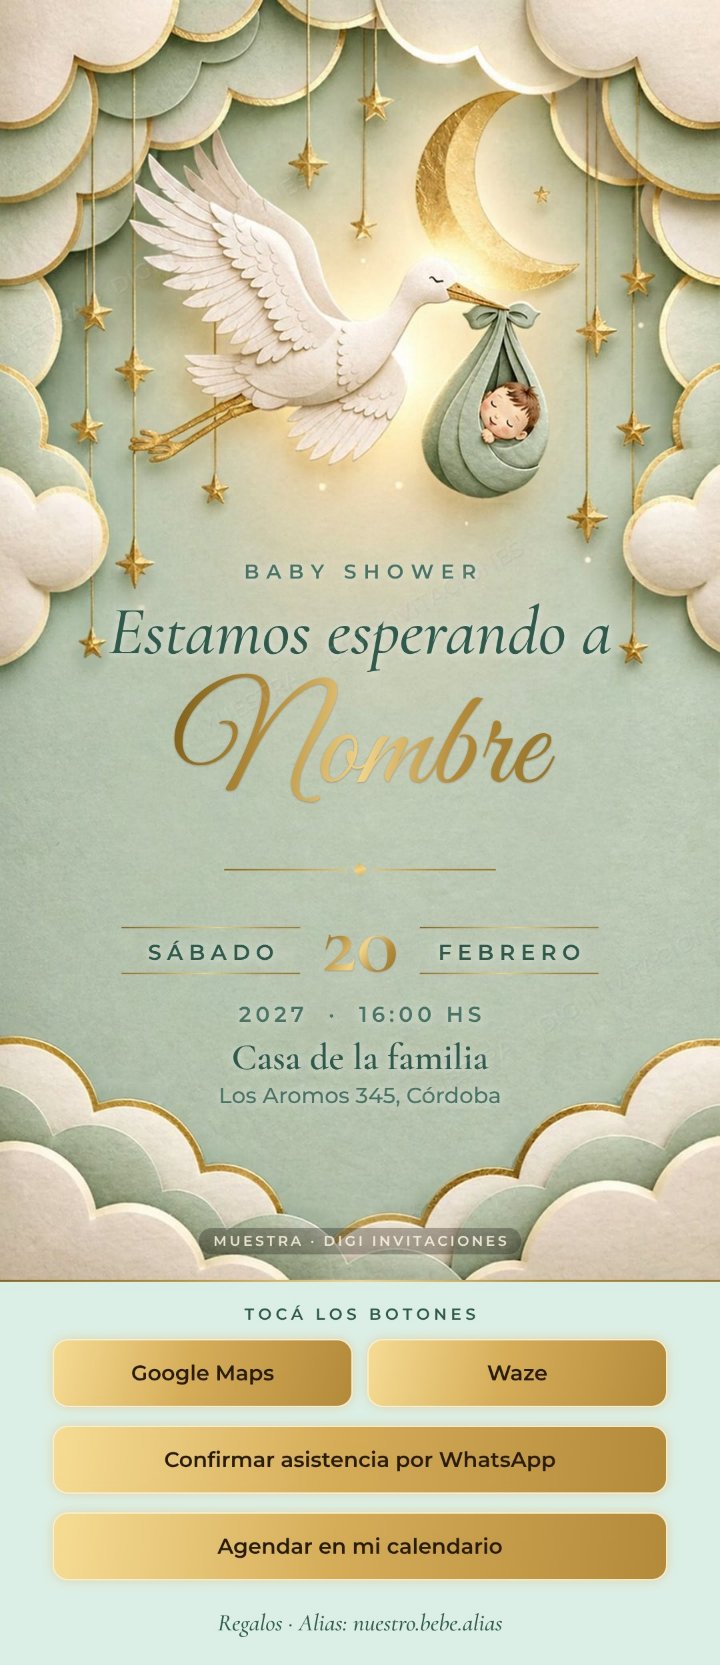 BABY SHOWER
Estamos esperando a
Nombre
SÁBADO 20 FEBRERO
2027 · 16:00 HS
Casa de la familia
Los Aromos 345, Córdoba
MUESTRA · DIGI INVITACIONES
TOCÁ LOS BOTONES
Google Maps
Waze
Confirmar asistencia por WhatsApp
Agendar en mi calendario
Regalos · Alias: nuestro.bebe.alias